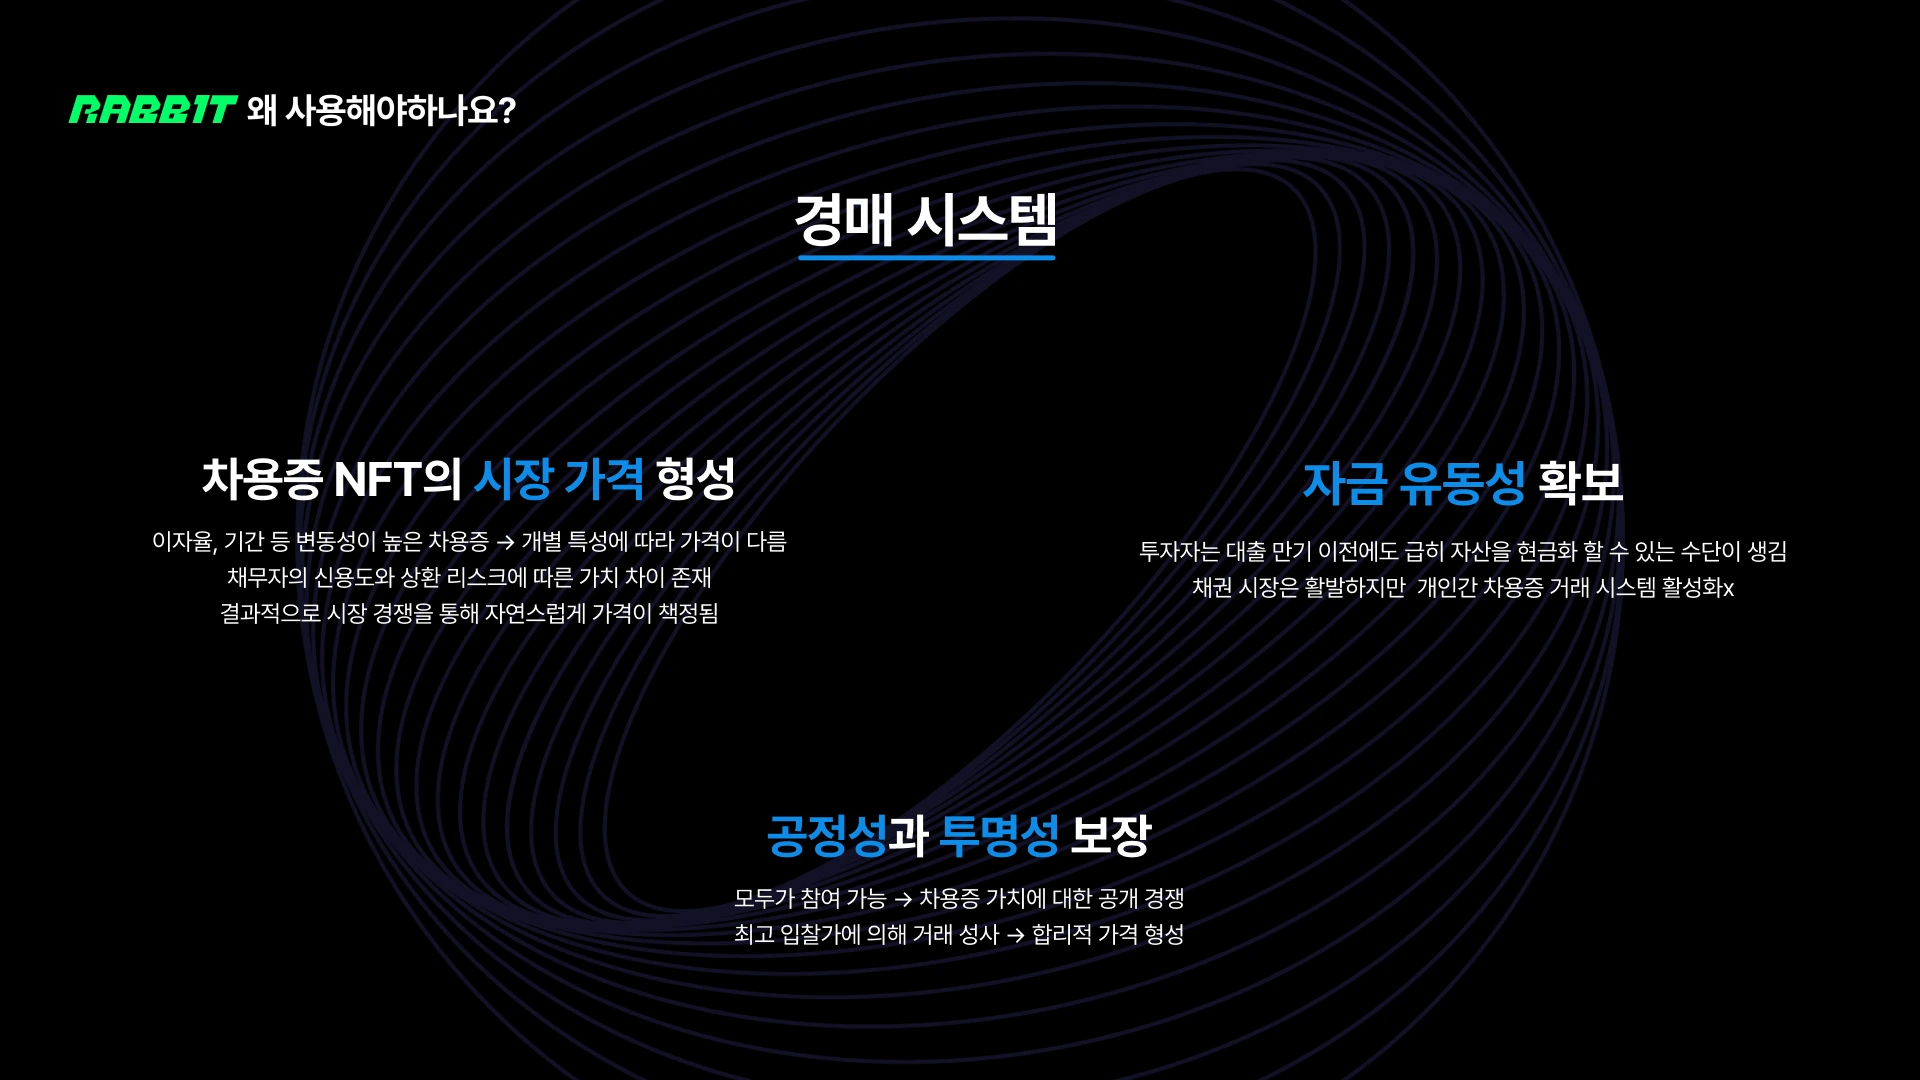 RABBIT 왜 사용해야하나요?
경매 시스템
차용증 NFT의 시장 가격 형성
이자율, 기간 등 변동성이 높은 차용증 → 개별 특성에 따라 가격이 다름
채무자의 신용도와 상환 리스크에 따른 가치 차이 존재
결과적으로 시장 경쟁을 통해 자연스럽게 가격이 책정됨
자금 유동성 확보
투자자는 대출 만기 이전에도 급히 자산을 현금화 할 수 있는 수단이 생김
채권 시장은 활발하지만  개인간 차용증 거래 시스템 활성화x
공정성과 투명성 보장
모두가 참여 가능 → 차용증 가치에 대한 공개 경쟁
최고 입찰가에 의해 거래 성사 → 합리적 가격 형성